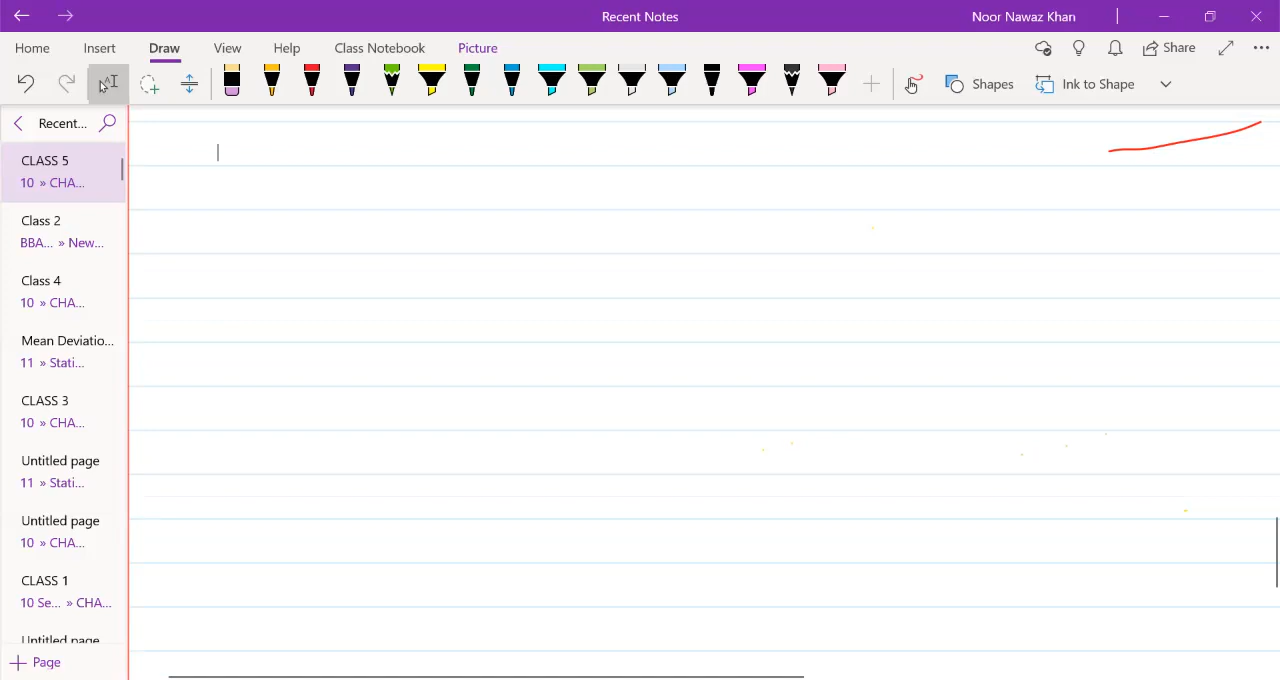 Recent Notes
Noor Nawaz Khan
Home Insert Draw View Help Class Notebook Picture
Share
Shapes
Ink to Shape
Recent...
CLASS 5
10 » CHA...
Class 2
BBA... » New...
Class 4
10 » CHA...
Mean Deviatio...
11 » Stati...
CLASS 3
10 » CHA...
Untitled page
11 » Stati...
Untitled page
10 » CHA...
CLASS 1
10 Se... » CHA...
Untitled page
Page